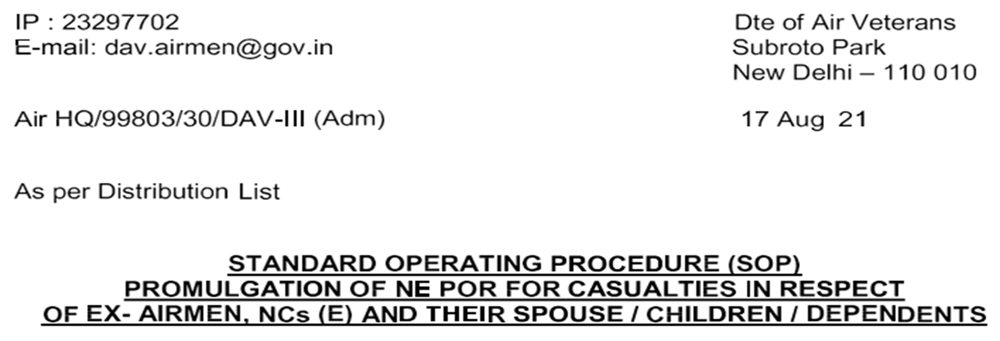 IP : 23297702
E-mail: dav.airmen@gov.in
Dte of Air Veterans
Subroto Park
New Delhi – 110 010
Air HQ/99803/30/DAV-III (Adm)
17 Aug 21
As per Distribution List
STANDARD OPERATING PROCEDURE (SOP)
PROMULGATION OF NE POR FOR CASUALTIES IN RESPECT
OF EX- AIRMEN, NCs (E) AND THEIR SPOUSE / CHILDREN / DEPENDENTS